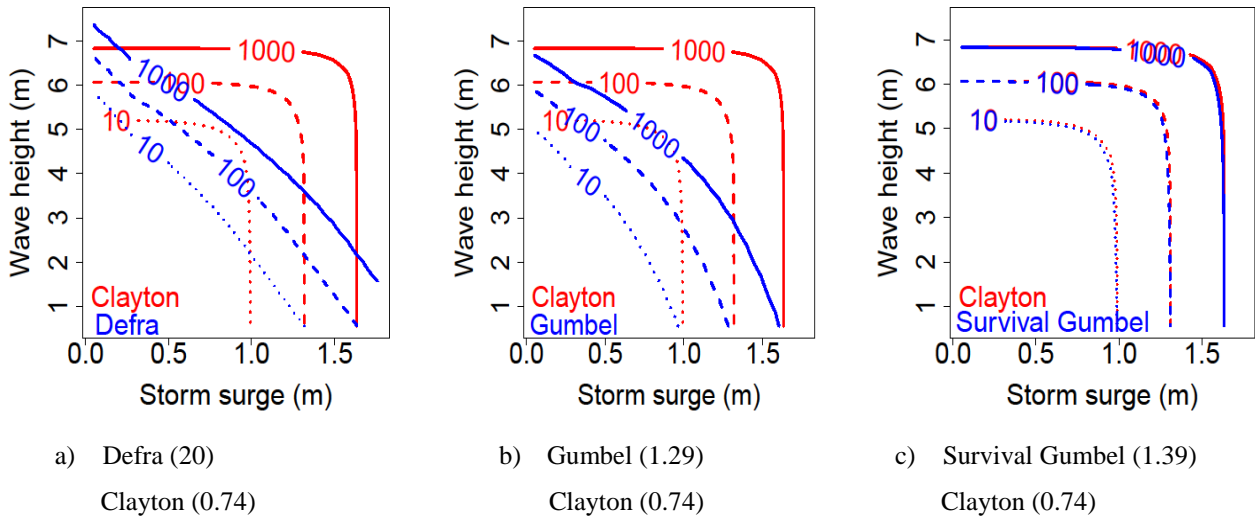 Wave height (m)
7
6
5
4
3
2
1
1000
100
10
1000
100
10
Clayton
Defra
0.0 0.5 1.0 1.5
Storm surge (m)
Wave height (m)
7
6
5
4
3
2
1
1000
100
10
1000
100
10
Clayton
Gumbel
0.0 0.5 1.0 1.5
Storm surge (m)
Wave height (m)
7
6
5
4
3
2
1
1000
1000
100
100
10
10
Clayton
Survival Gumbel
0.0 0.5 1.0 1.5
Storm surge (m)
a) Defra (20)
Clayton (0.74)
b) Gumbel (1.29)
Clayton (0.74)
c) Survival Gumbel (1.39)
Clayton (0.74)